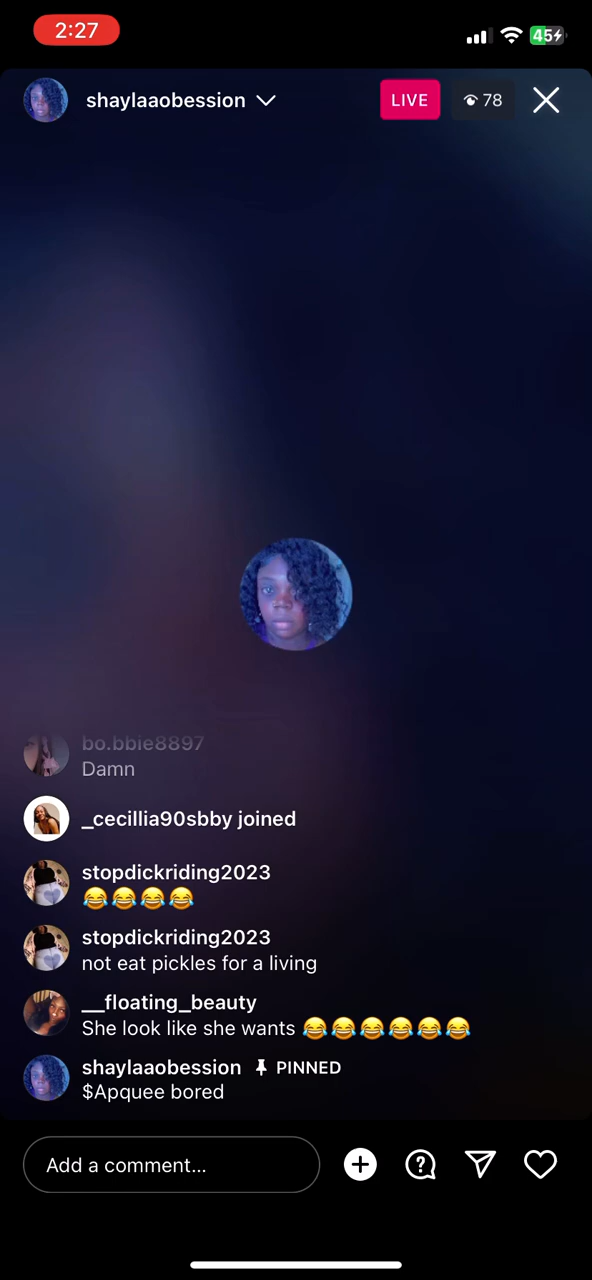 2:27
45
shaylaaobession
LIVE
78
bo.bbie8897
Damn
_cecillia90sbby joined
stopdickriding2023
😂😂😂😂
stopdickriding2023
not eat pickles for a living
__floating_beauty
She look like she wants 😂😂😂😂😂😂
shaylaaobession PINNED
$Apquee bored
Add a comment...